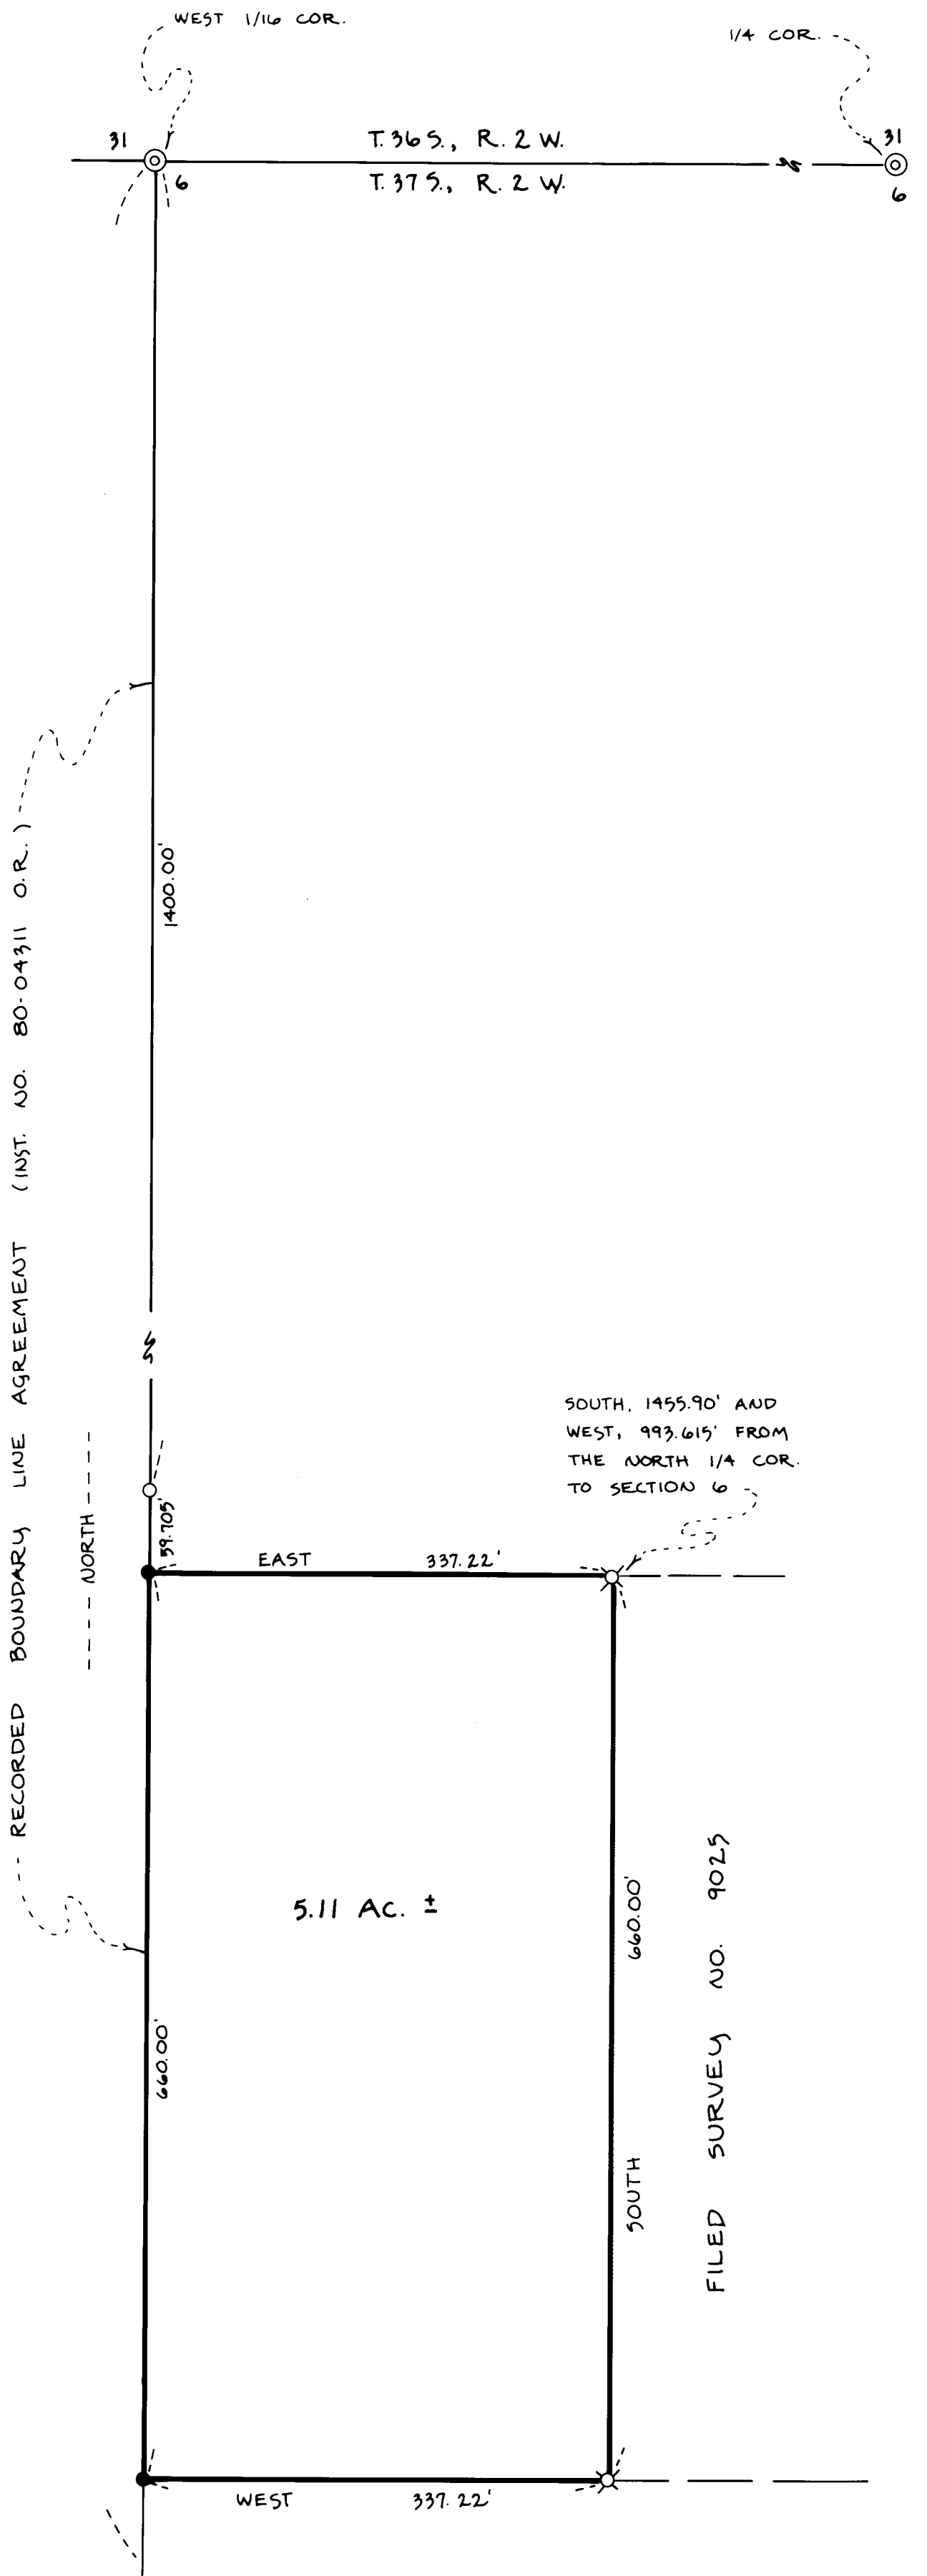 WEST 1/16 COR.
1/4 COR.
31
T. 36 S., R. 2 W.
31
6
T. 37 S., R. 2 W.
6
1400.00'
RECORDED BOUNDARY LINE AGREEMENT (INST. NO. 80-04311 O.R.)
SOUTH, 1455.90' AND
WEST, 993.615' FROM
THE NORTH 1/4 COR.
TO SECTION 6
NORTH
59.705'
EAST 337.22'
5.11 AC. ±
660.00'
660.00'
SOUTH
FILED SURVEY NO. 9025
WEST 337.22'